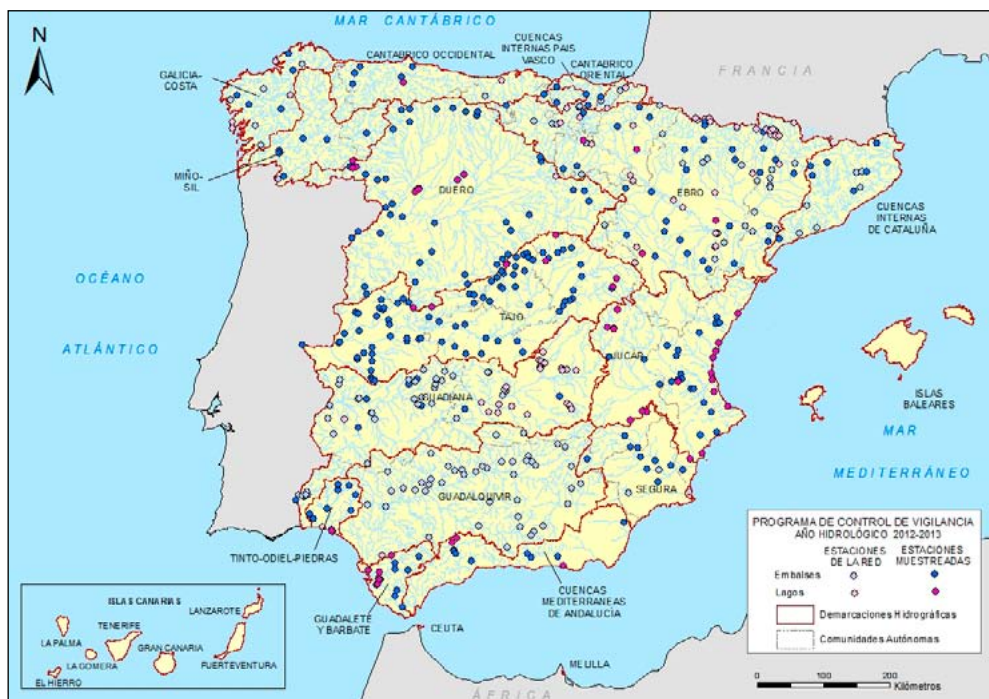 N
MAR CANTÁBRICO
CUENCAS
INTERNAS PAIS
VASCO
CANTABRICO OCCIDENTAL
CANTABRICO
ORIENTAL
FRANCIA
GALICIA-
COSTA
MIÑO-
SIL
DUERO
EBRO
CUENCAS
INTERNAS
DE CATALUÑA
OCÉANO
ATLÁNTICO
TAJO
JUCAR
ISLAS
BALEARES
GUADIANA
MAR
MEDITERRÁNEO
SEGURA
GUADALQUIVIR
TINTO-ODIEL-PIEDRAS
GUADALETE
Y BARBATE
CUENCAS
MEDITERRANEAS
DE ANDALUCÍA
CEUTA
MELILLA
ÁFRICA
ISLAS CANARIAS
LANZAROTE
LA PALMA
TENERIFE
GRAN CANARIA
LA GOMERA
FUERTEVENTURA
EL HIERRO
PROGRAMA DE CONTROL DE VIGILANCIA
AÑO HIDROLÓGICO 2012-2013
ESTACIONES
DE LA RED
ESTACIONES
MUESTREADAS
Embalses
Lagos
Demarcaciones Hidrográficas
Comunidades Autónomas
0 100 200
Kilómetros